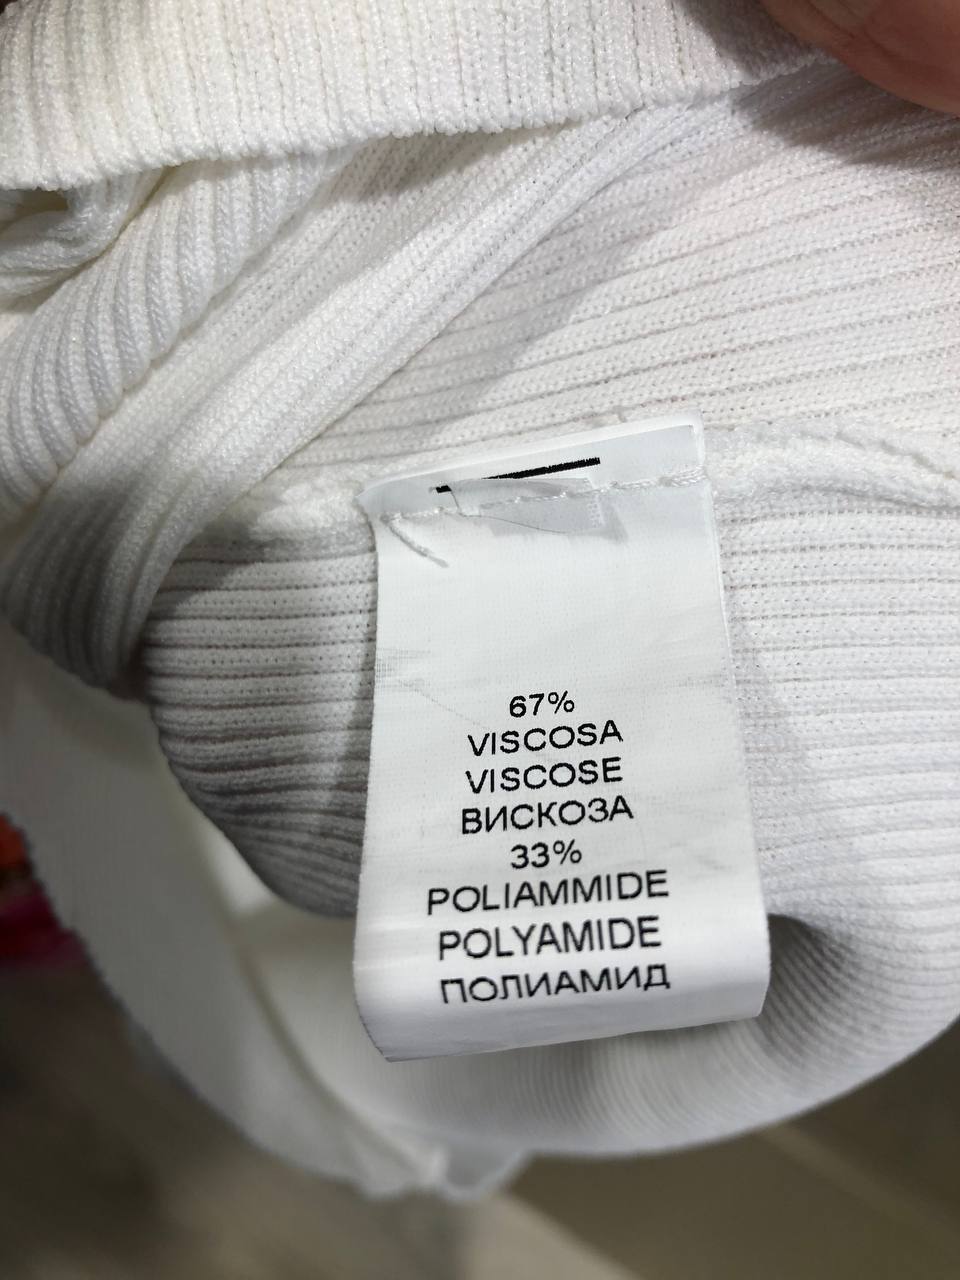 67%
VISCOSA
VISCOSE
ВИСКОЗА
33%
POLIAMMIDE
POLYAMIDE
ПОЛИАМИД